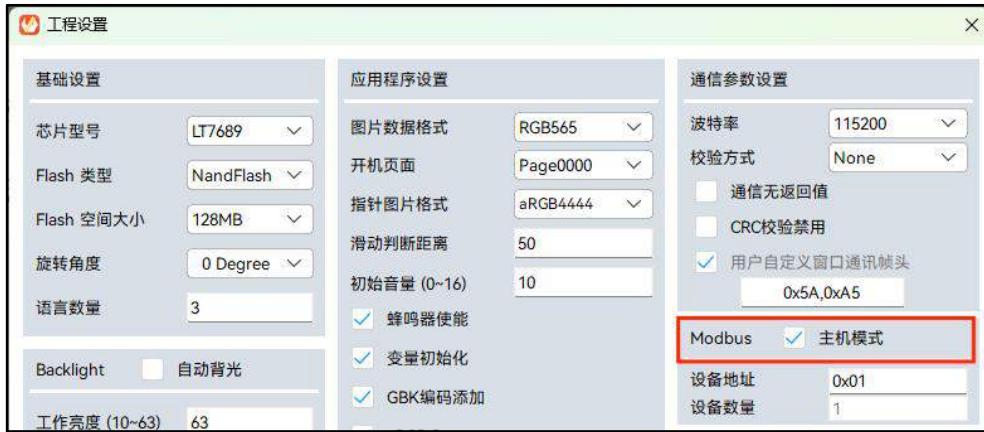 工程设置
基础设置
芯片型号 LT7689
Flash 类型 NandFlash
Flash 空间大小 128MB
旋转角度 0 Degree
语言数量 3
Backlight 自动背光
工作亮度 (10~63) 63
应用程序设置
图片数据格式 RGB565
开机页面 Page0000
指针图片格式 aRGB4444
滑动判断距离 50
初始音量 (0~16) 10
蜂鸣器使能
变量初始化
GBK编码添加
通信参数设置
波特率 115200
校验方式 None
通信无返回值
CRC校验禁用
用户自定义窗口通讯帧头
0x5A,0xA5
Modbus 主机模式
设备地址 0x01
设备数量 1